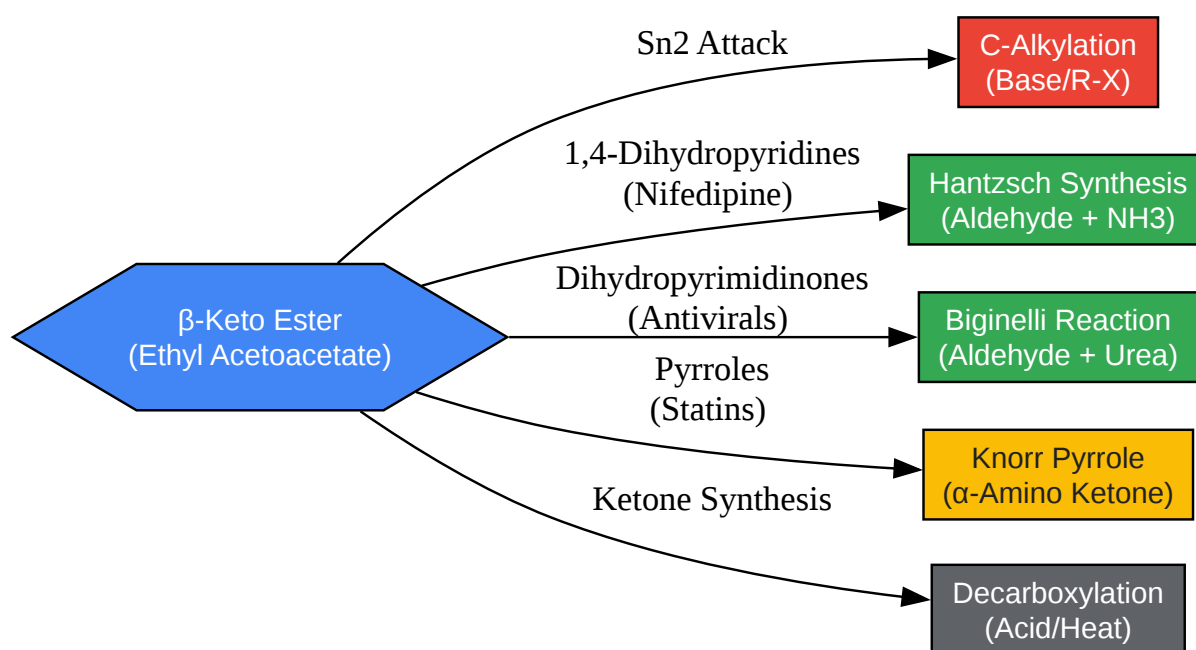 Sn2 Attack
C-Alkylation
(Base/R-X)
1,4-Dihydropyridines
(Nifedipine)
Hantzsch Synthesis
(Aldehyde + NH3)
β-Keto Ester
(Ethyl Acetoacetate)
Dihydropyrimidinones
(Antivirals)
Biginelli Reaction
(Aldehyde + Urea)
Pyrroles
(Statins)
Knorr Pyrrole
(α-Amino Ketone)
Ketone Synthesis
Decarboxylation
(Acid/Heat)